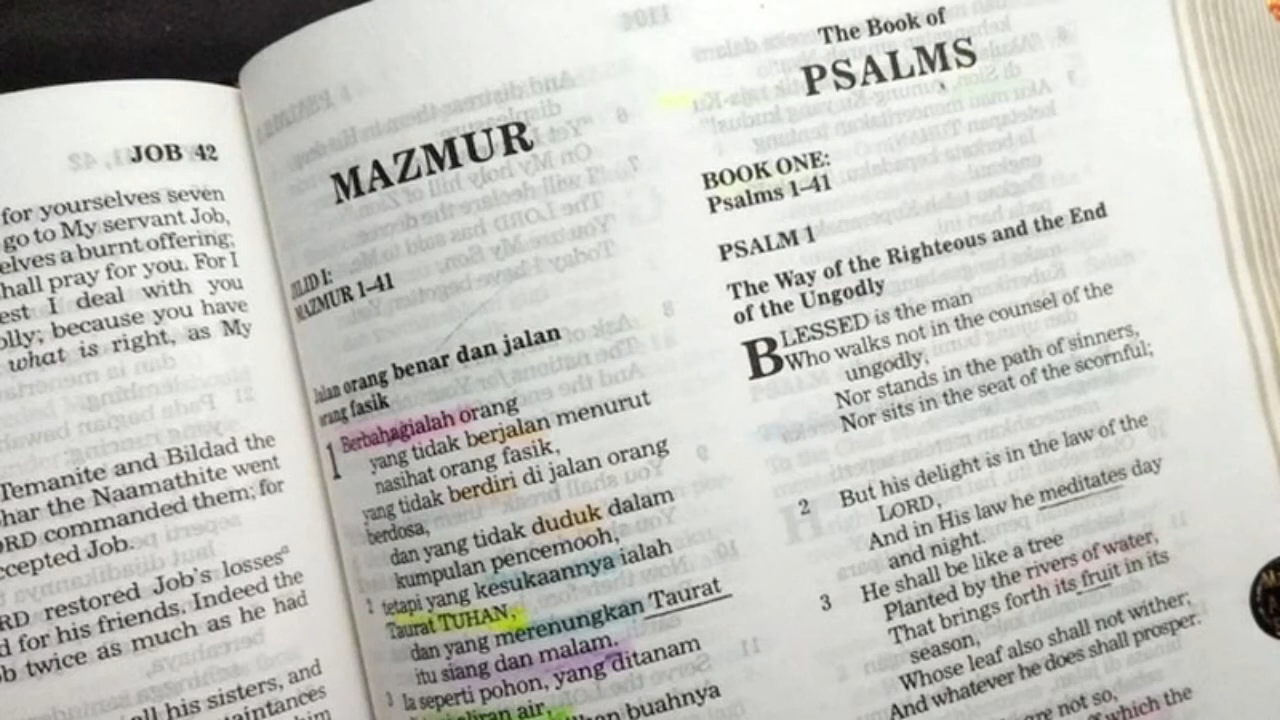 JOB 42
for yourselves seven
go to My servant Job,
a burnt offering;
shall pray for you. For I
I deal with you
because you have
what is right, as My
Temanite and Bildad the
the Naamathite went
commanded them; for
Job.
restored Job's losses
for his friends. Indeed the
twice as much as he had
all his sisters, and
MAZMUR
I:
MAZMUR 1–41
Jalan orang benar dan jalan
orang fasik
1 Berbahagialah orang
yang tidak berjalan menurut
nasihat orang fasik,
yang tidak berdiri di jalan orang
berdosa,
dan yang tidak duduk dalam
kumpulan pencemooh,
2 tetapi yang kesukaannya ialah
Taurat TUHAN,
dan yang merenungkan Taurat
itu siang dan malam.
3 Ia seperti pohon, yang ditanam
aliran air,
buahnya
The Book of
PSALMS
BOOK ONE:
Psalms 1–41
PSALM 1
The Way of the Righteous and the End
of the Ungodly
BLESSED is the man
Who walks not in the counsel of the
ungodly,
Nor stands in the path of sinners,
Nor sits in the seat of the scornful;
2 But his delight is in the law of the
LORD,
And in His law he meditates day
and night.
3 He shall be like a tree
Planted by the rivers of water,
That brings forth its fruit in its
season,
Whose leaf also shall not wither;
And whatever he does shall prosper.
are not so,
which the